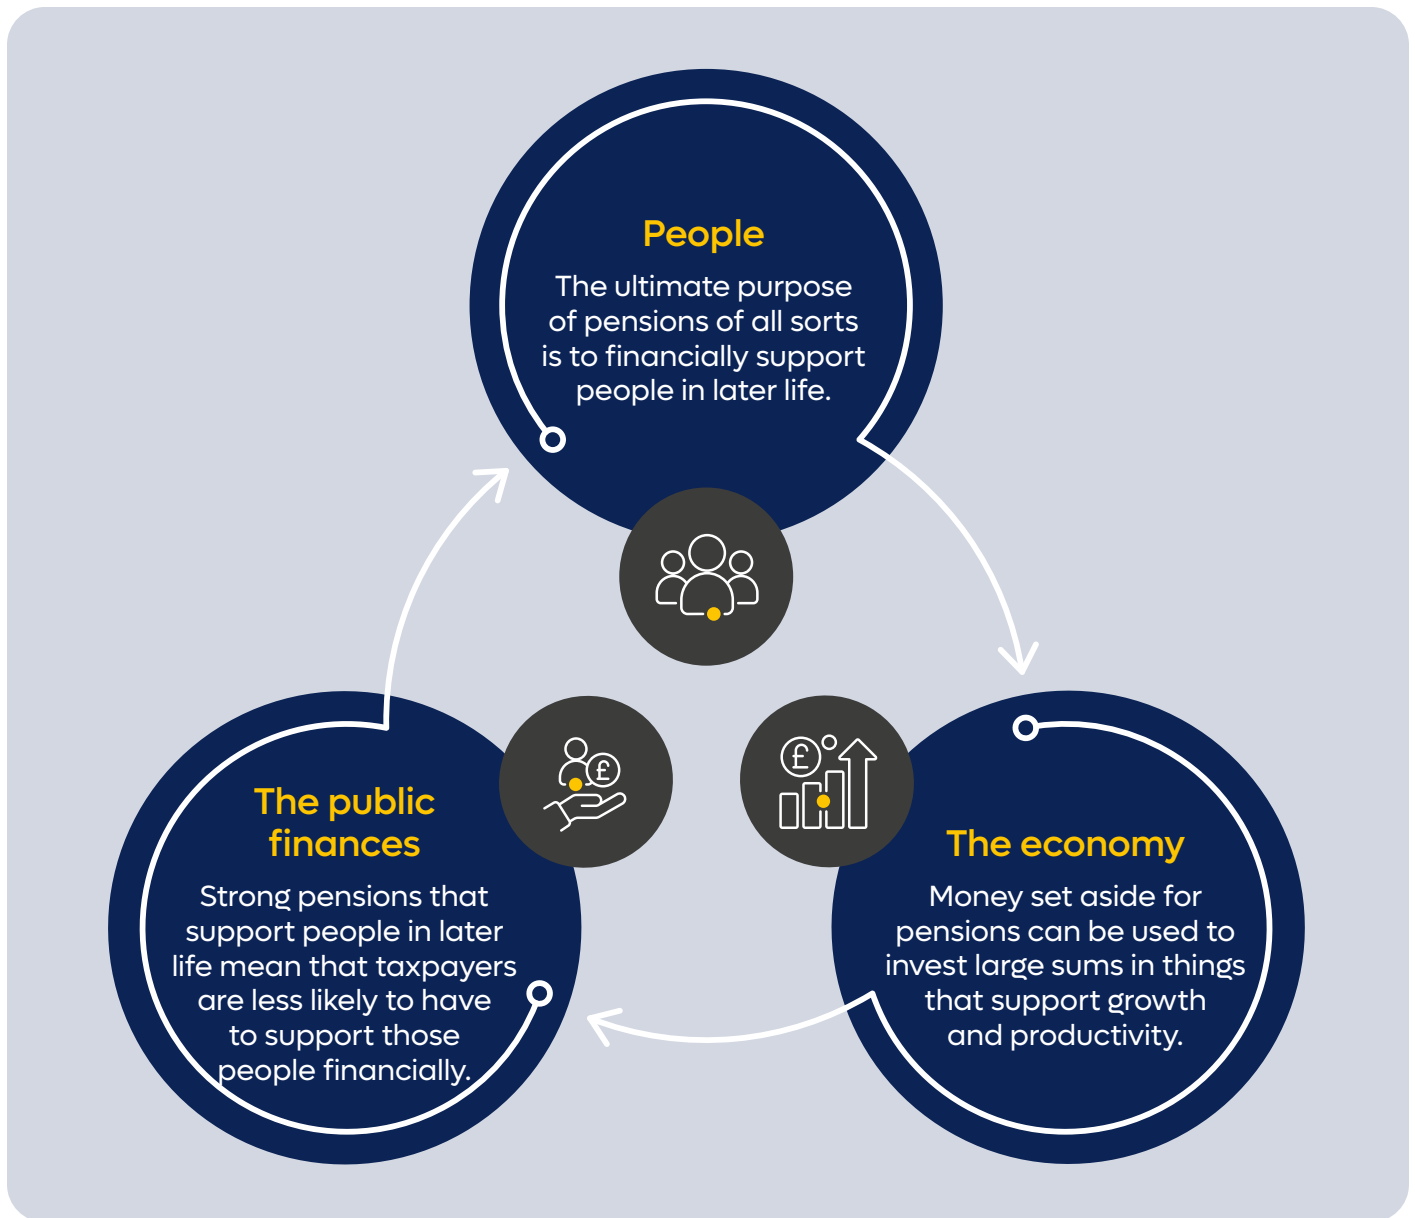 People
The ultimate purpose
of pensions of all sorts
is to financially support
people in later life.
£
£
The public
finances
Strong pensions that
support people in later
life mean that taxpayers
are less likely to have
to support those
people financially.
The economy
Money set aside for
pensions can be used to
invest large sums in things
that support growth
and productivity.